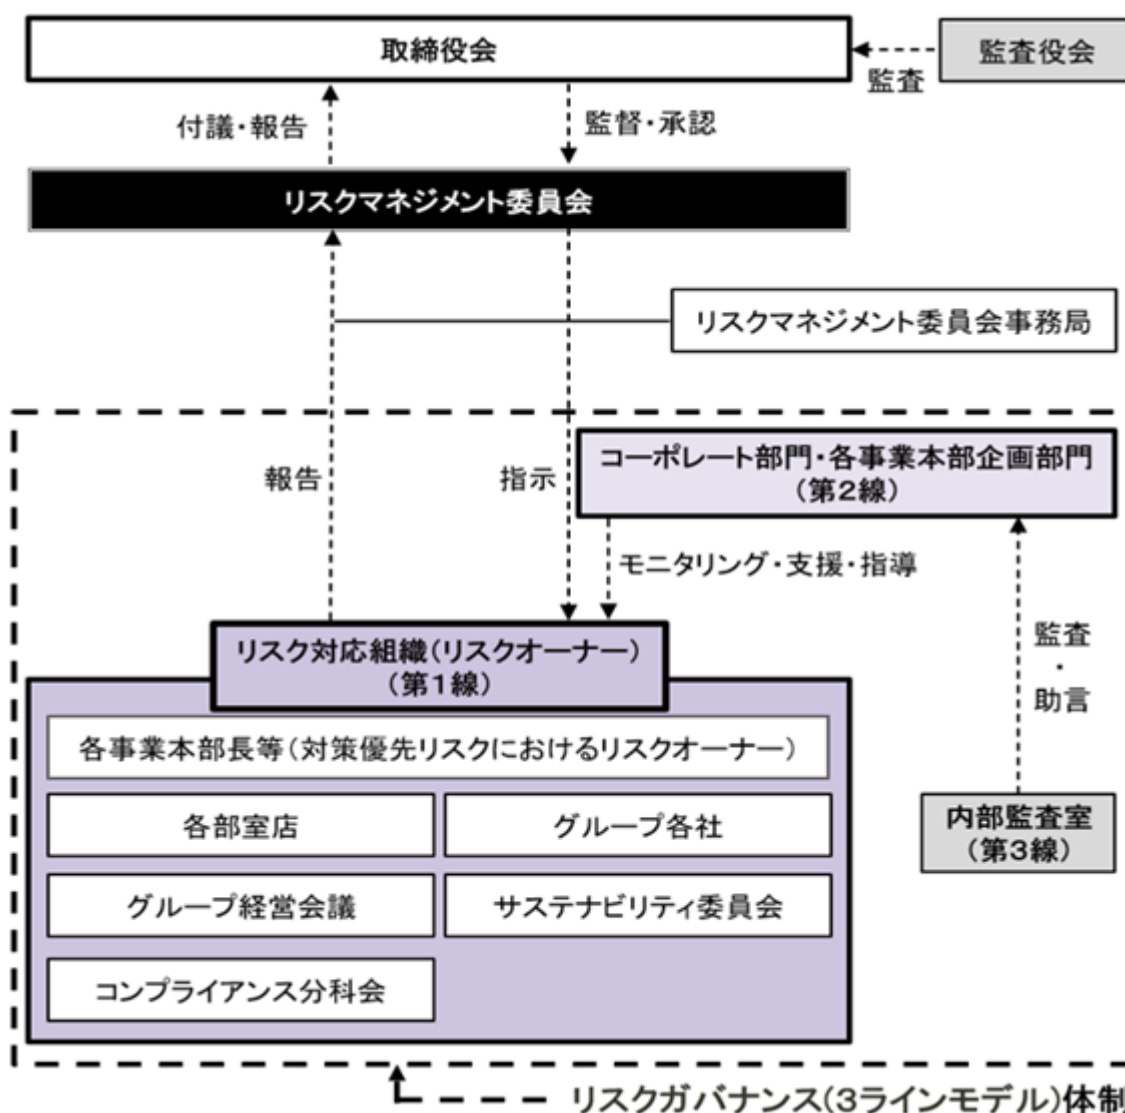 取締役会
監査役会
監査
付議・報告
監督・承認
リスクマネジメント委員会
リスクマネジメント委員会事務局
コーポレート部門・各事業本部企画部門
（第２線）
報告
指示
モニタリング・支援・指導
リスク対応組織（リスクオーナー）
（第１線）
監査
・
助言
各事業本部長等（対策優先リスクにおけるリスクオーナー）
各部室店
グループ各社
内部監査室
（第３線）
グループ経営会議
サステナビリティ委員会
コンプライアンス分科会
リスクガバナンス(３ラインモデル)体制